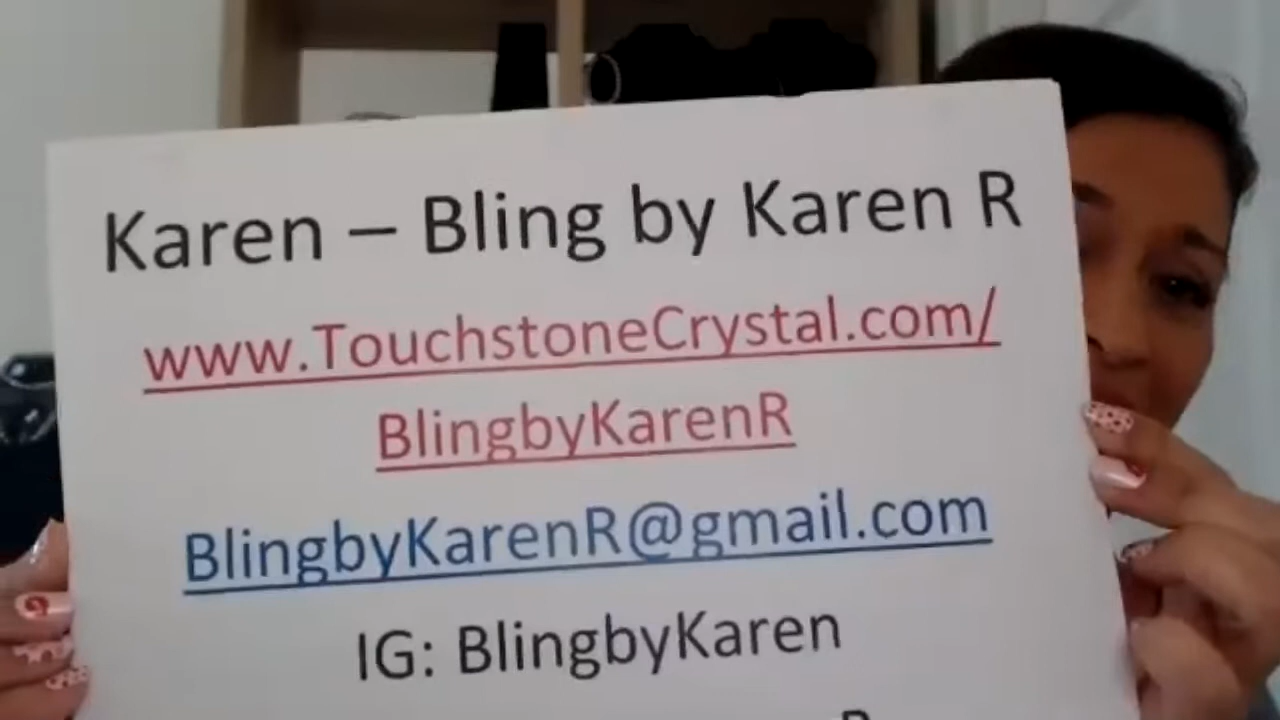 Karen – Bling by Karen R
www.TouchstoneCrystal.com/
BlingbyKarenR
BlingbyKarenR@gmail.com
IG: BlingbyKaren